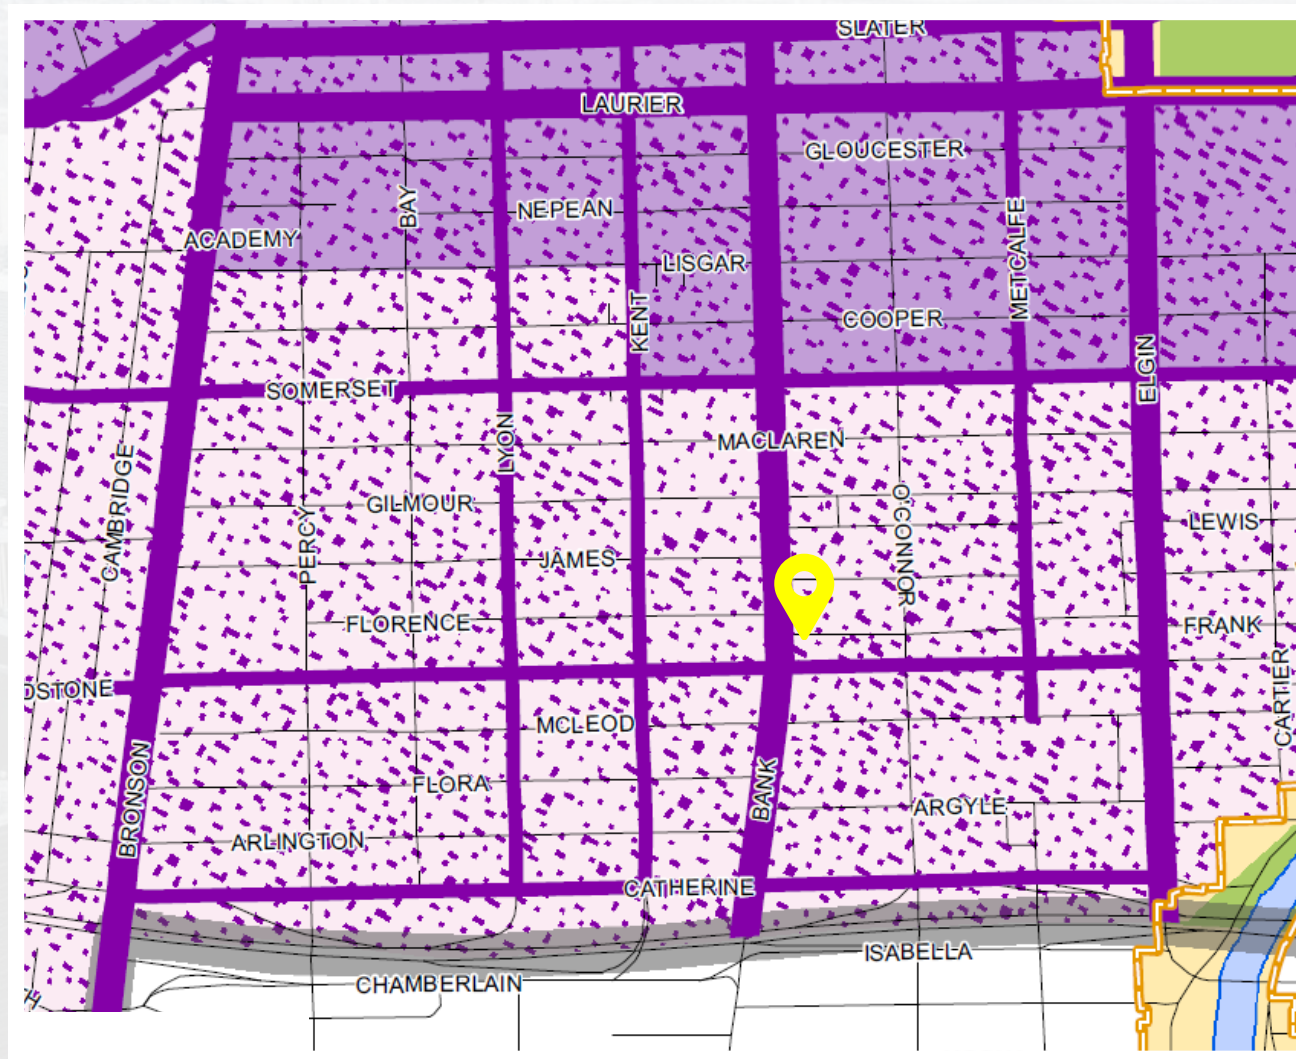 SLATER
LAURIER
GLOUCESTER
BAY
NEPEAN
METCALFE
ACADEMY
LISGAR
KENT
COOPER
ELGIN
SOMERSET
LYON
MACLAREN
CAMBRIDGE
GILMOUR
PERCY
O'CONNOR
LEWIS
JAMES
FLORENCE
FRANK
DSTONE
CARTIER
MCLEOD
BRONSON
BANK
FLORA
ARGYLE
ARLINGTON
CATHERINE
ISABELLA
CHAMBERLAIN